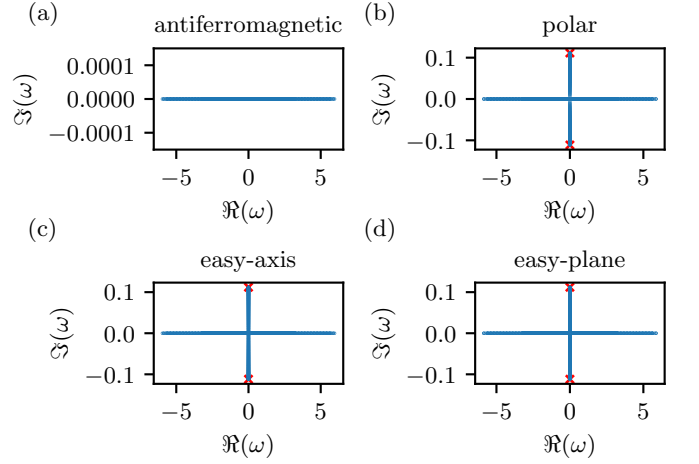 (a) antiferromagnetic
ℑ(ω)
0.0001
0.0000
−0.0001
−5 0 5
ℜ(ω)
(b) polar
ℑ(ω)
0.1
0.0
−0.1
−5 0 5
ℜ(ω)
(c) easy-axis
ℑ(ω)
0.1
0.0
−0.1
−5 0 5
ℜ(ω)
(d) easy-plane
ℑ(ω)
0.1
0.0
−0.1
−5 0 5
ℜ(ω)